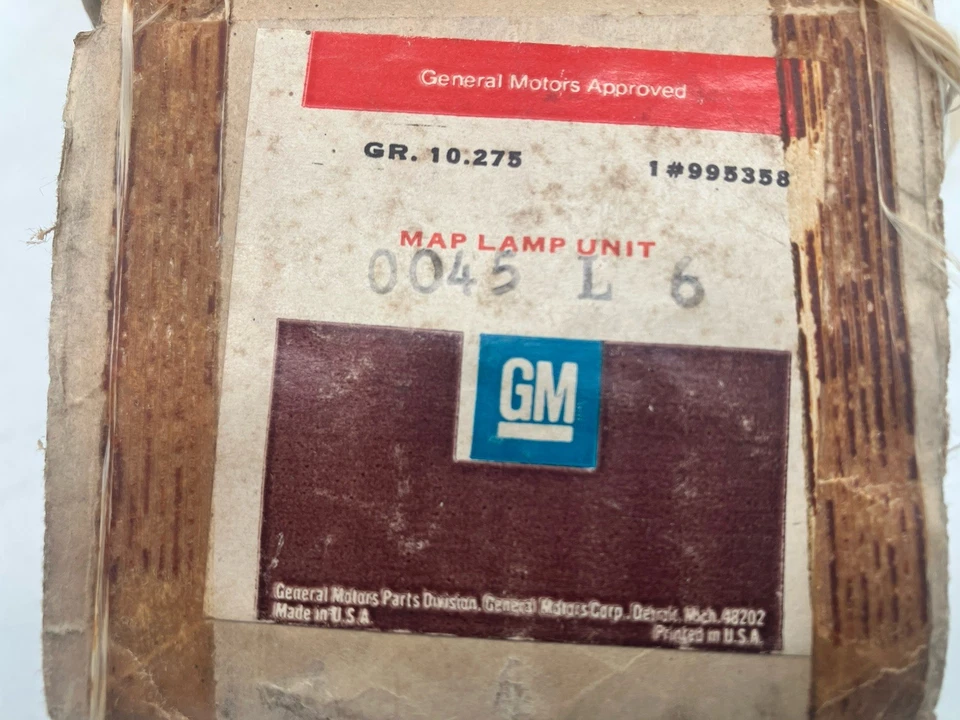 General Motors Approved
GR. 10.275
1#995358
MAP LAMP UNIT
0045 L 6
GM
General Motors Parts Division, General Motors Corp., Detroit, Mich. 48202
Made in U.S.A.
Printed in U.S.A.